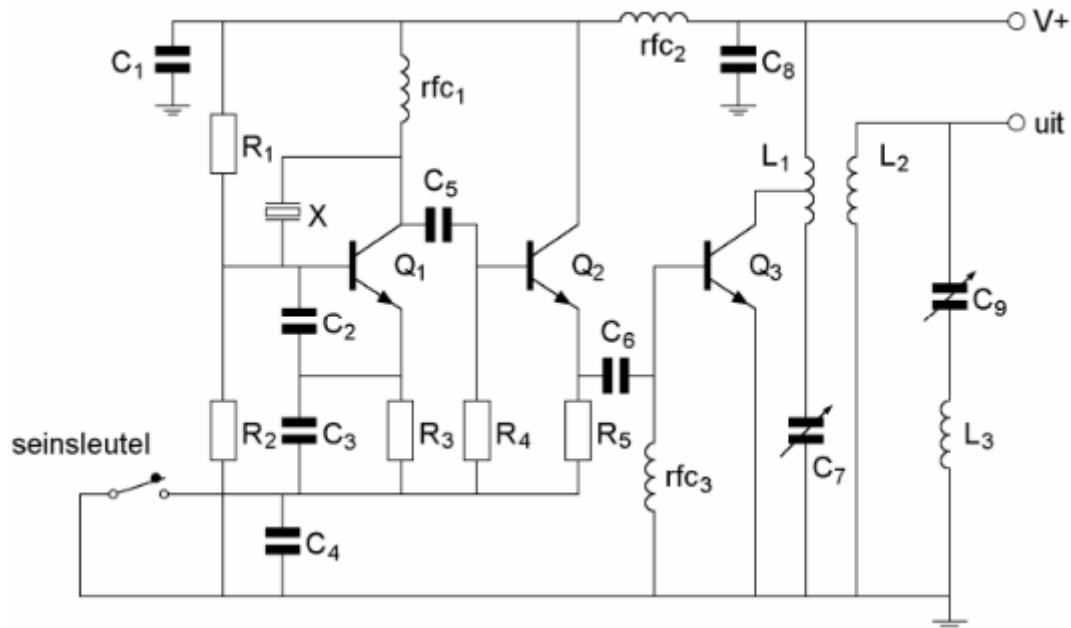 V+
rfc₂
C₁
C₈
rfc₁
uit
R₁
L₁
L₂
C₅
X
Q₁
Q₂
Q₃
C₉
C₂
C₆
seinsleutel
R₂
C₃
R₃
R₄
R₅
L₃
rfc₃
C₇
C₄